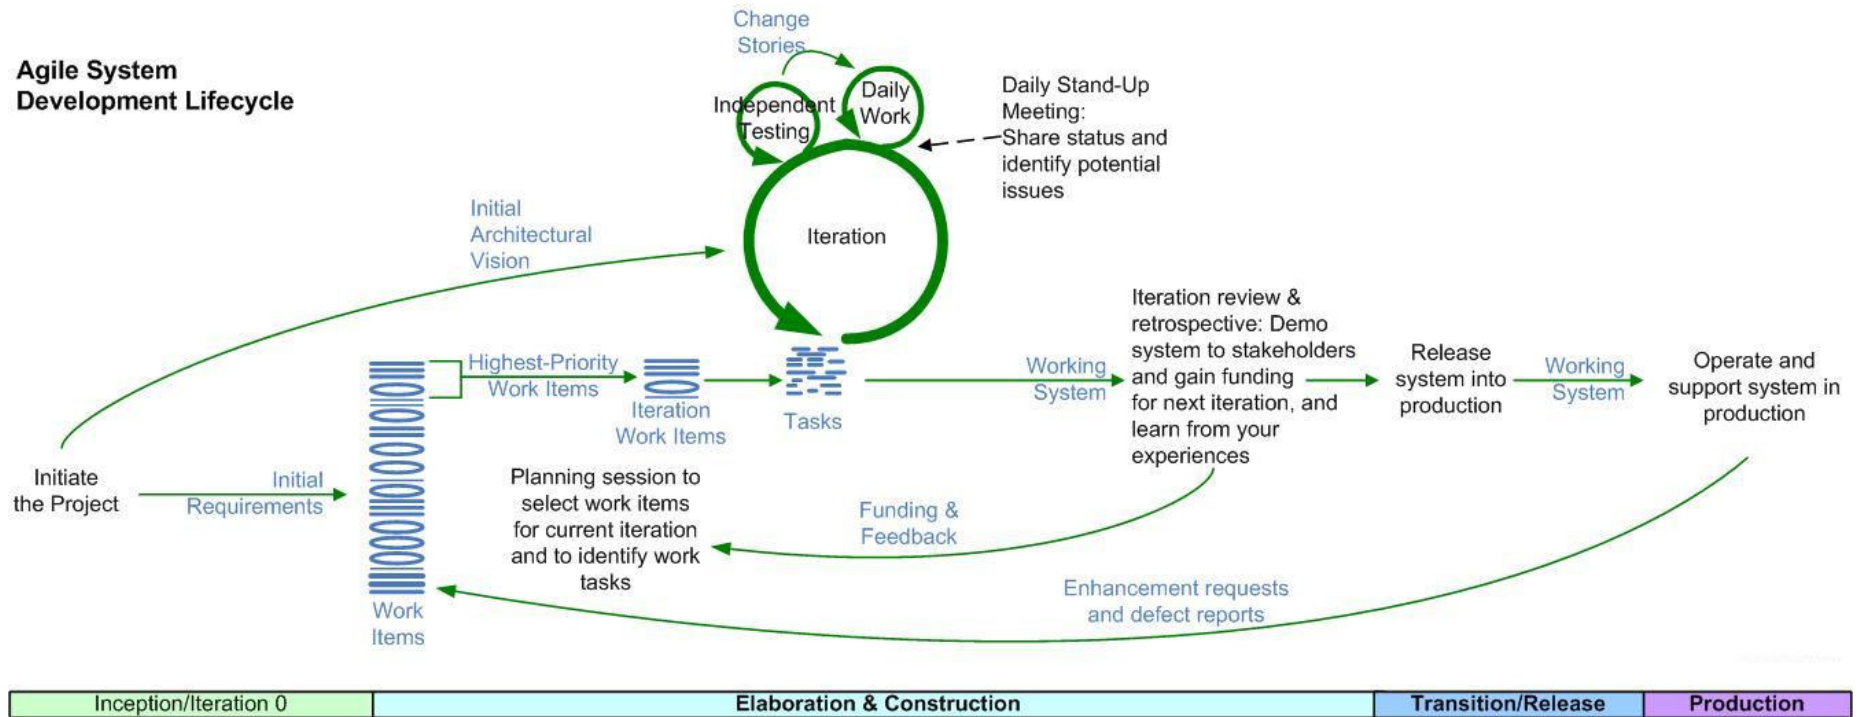 Agile System
Development Lifecycle
Change
Stories
Independent
Testing
Daily
Work
Daily Stand-Up
Meeting:
Share status and
identify potential
issues
Initial
Architectural
Vision
Iteration
Highest-Priority
Work Items
Iteration
Work Items
Tasks
Working
System
Iteration review &
retrospective: Demo
system to stakeholders
and gain funding
for next iteration, and
learn from your
experiences
Release
system into
production
Working
System
Operate and
support system in
production
Initiate
the Project
Initial
Requirements
Planning session to
select work items
for current iteration
and to identify work
tasks
Funding &
Feedback
Enhancement requests
and defect reports
Work
Items
Inception/Iteration 0
Elaboration & Construction
Transition/Release
Production